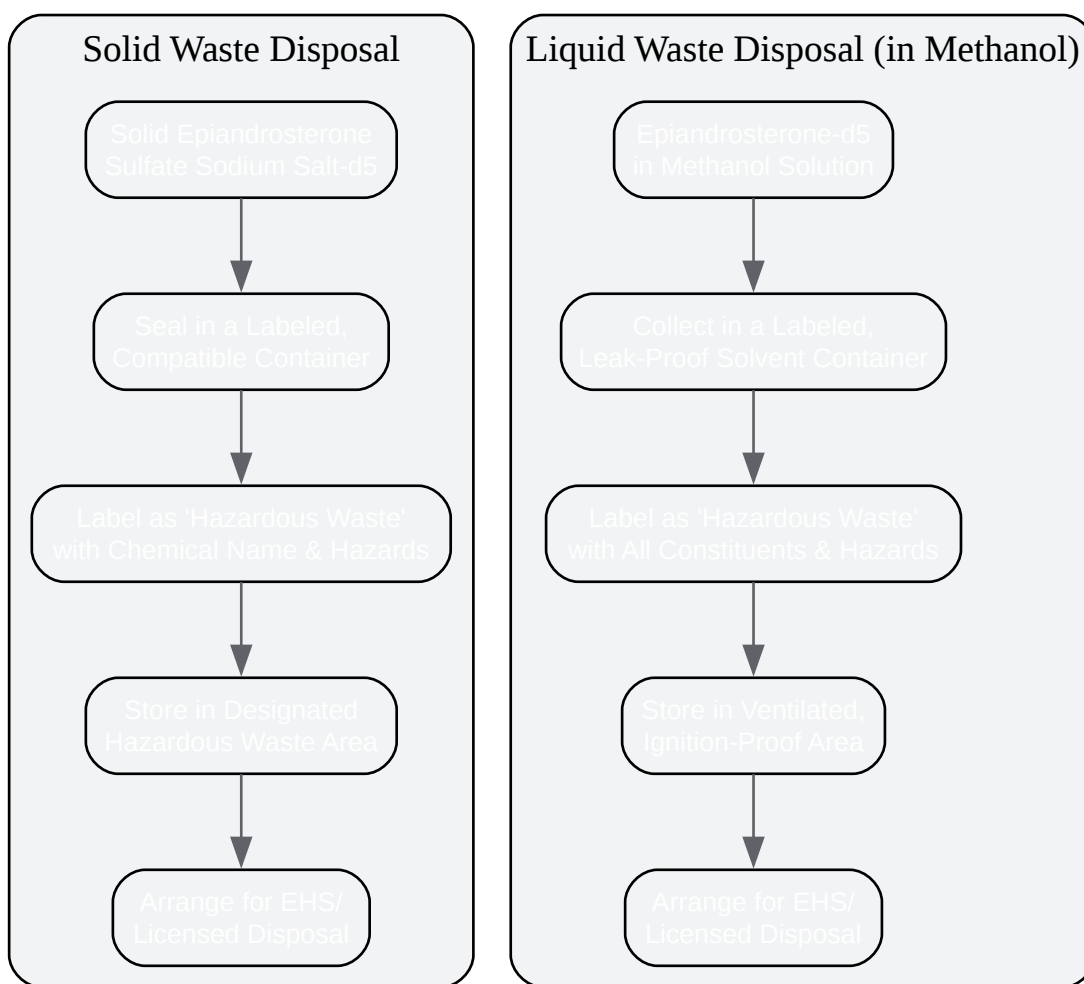 Solid Waste Disposal
Solid Epiandrosterone
Sulfate Sodium Salt-d5
Seal in a Labeled,
Compatible Container
Label as 'Hazardous Waste'
with Chemical Name & Hazards
Store in Designated
Hazardous Waste Area
Arrange for EHS/
Licensed Disposal
Liquid Waste Disposal (in Methanol)
Epiandrosterone-d5
in Methanol Solution
Collect in a Labeled,
Leak-Proof Solvent Container
Label as 'Hazardous Waste'
with All Constituents & Hazards
Store in Ventilated,
Ignition-Proof Area
Arrange for EHS/
Licensed Disposal